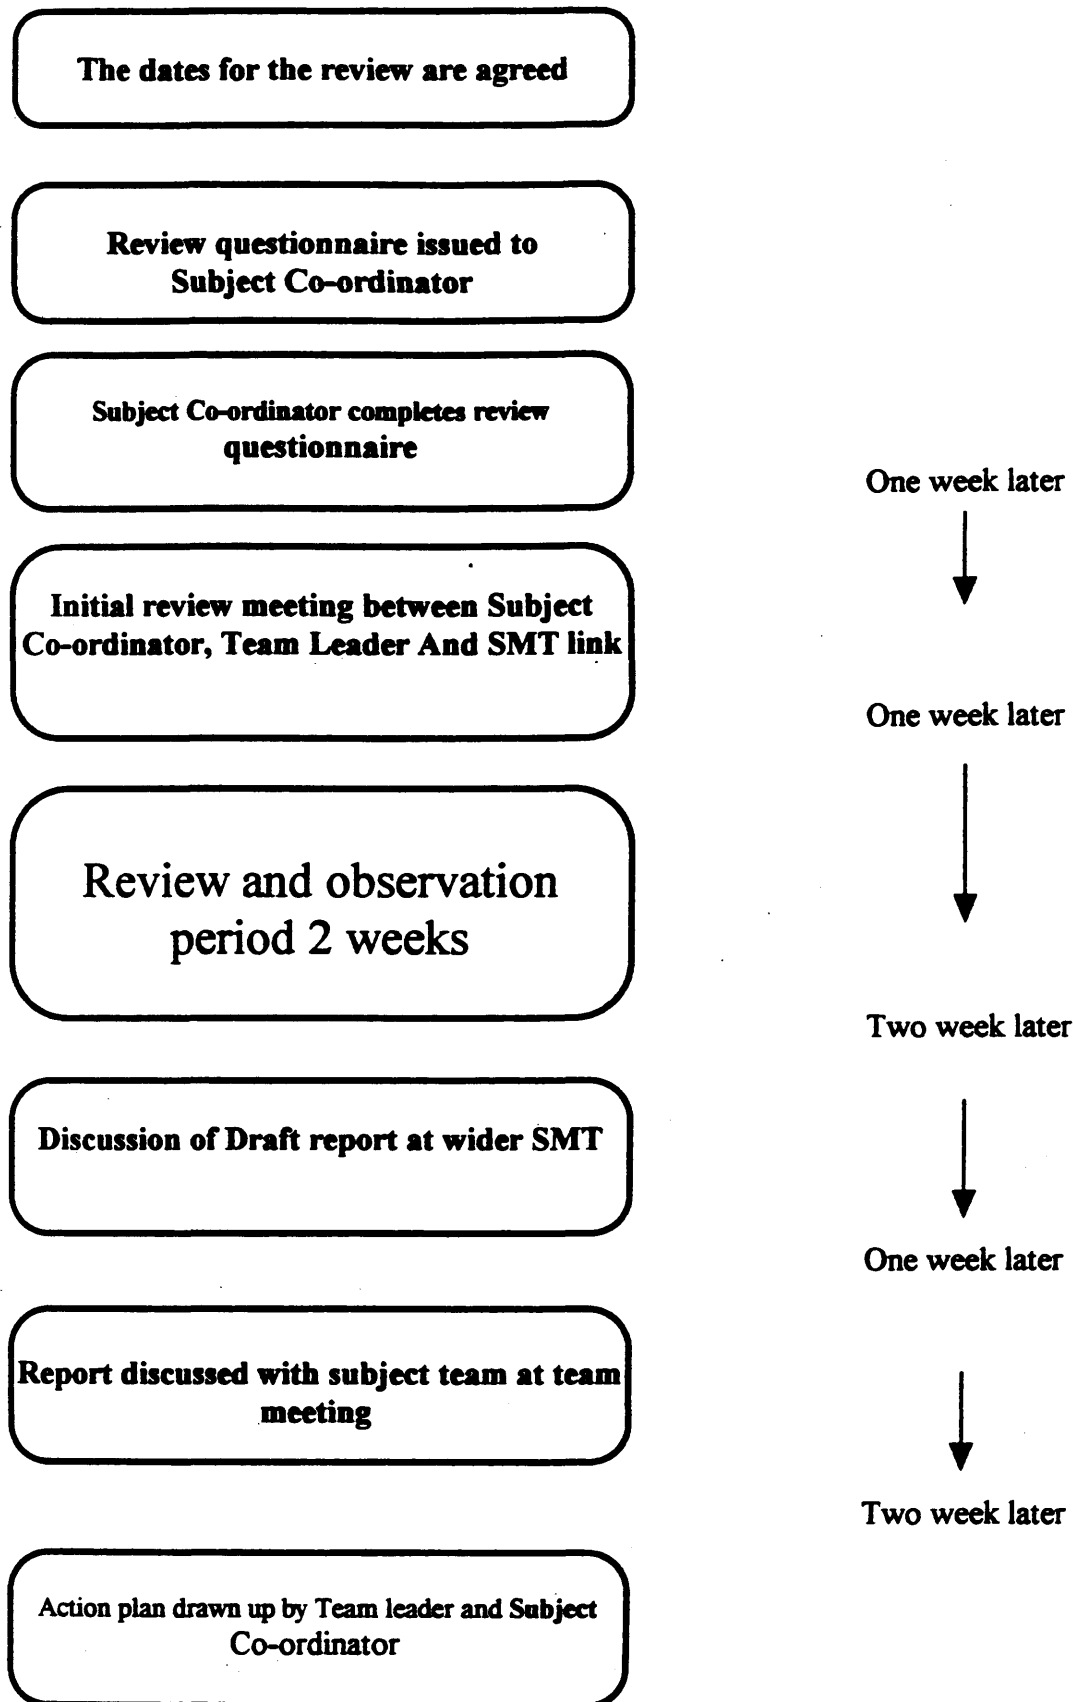 The dates for the review are agreed
Review questionnaire issued to
Subject Co-ordinator
Subject Co-ordinator completes review
questionnaire
One week later
Initial review meeting between Subject
Co-ordinator, Team Leader And SMT link
One week later
Review and observation
period 2 weeks
Two week later
Discussion of Draft report at wider SMT
One week later
Report discussed with subject team at team
meeting
Two week later
Action plan drawn up by Team leader and Subject
Co-ordinator